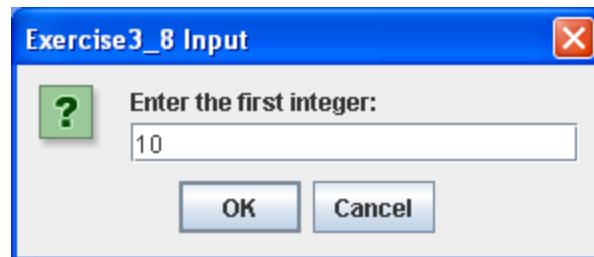 Exercise3_8 Input
Enter the first integer:
10
OK Cancel